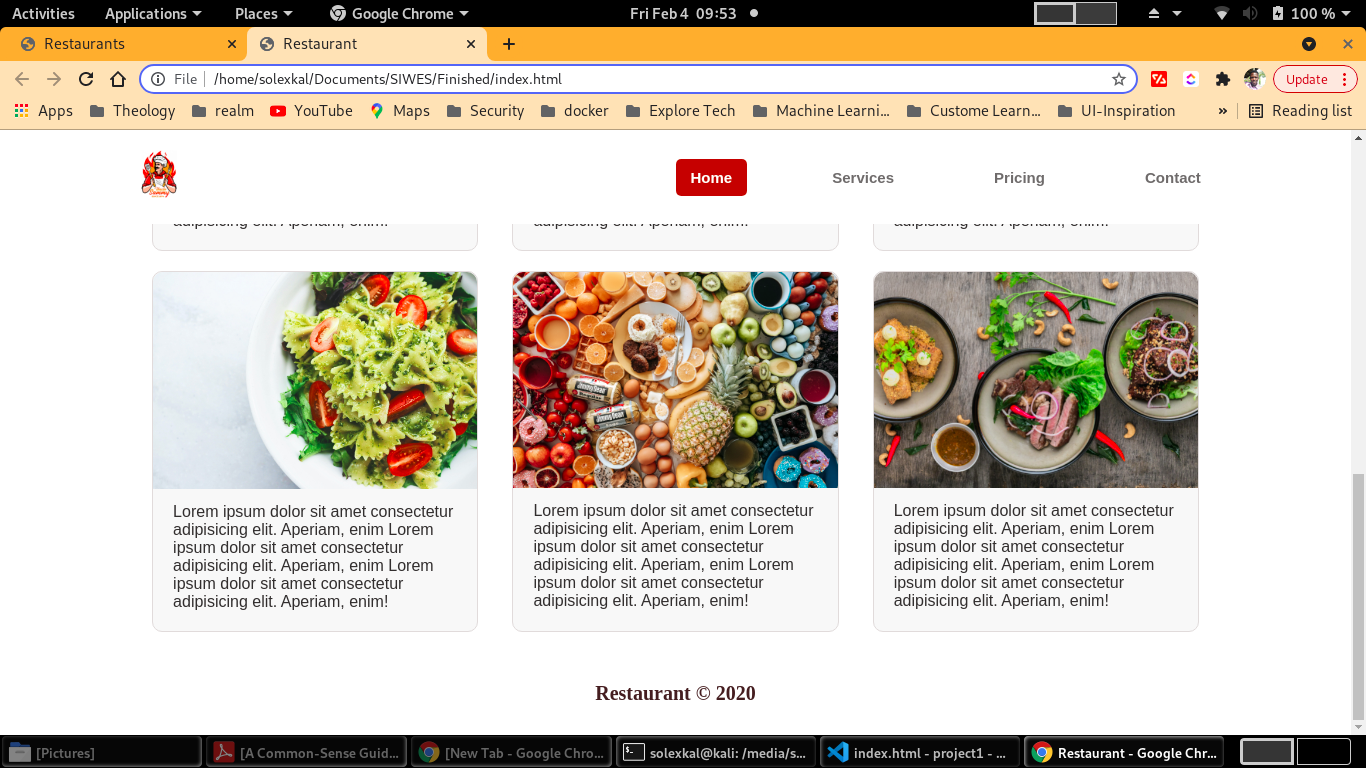 Activities Applications Places Google Chrome Fri Feb 4 09:53 100 %
Restaurants Restaurant
File /home/solexkal/Documents/SIWES/Finished/index.html Update
Apps Theology realm YouTube Maps Security docker Explore Tech Machine Learni... Custome Learn... UI-Inspiration » Reading list
Home Services Pricing Contact
adipisicing elit. Aperiam, enim! adipisicing elit. Aperiam, enim! adipisicing elit. Aperiam, enim!
Lorem ipsum dolor sit amet consectetur
adipisicing elit. Aperiam, enim Lorem
ipsum dolor sit amet consectetur
adipisicing elit. Aperiam, enim Lorem
ipsum dolor sit amet consectetur
adipisicing elit. Aperiam, enim!
Lorem ipsum dolor sit amet consectetur
adipisicing elit. Aperiam, enim Lorem
ipsum dolor sit amet consectetur
adipisicing elit. Aperiam, enim Lorem
ipsum dolor sit amet consectetur
adipisicing elit. Aperiam, enim!
Lorem ipsum dolor sit amet consectetur
adipisicing elit. Aperiam, enim Lorem
ipsum dolor sit amet consectetur
adipisicing elit. Aperiam, enim Lorem
ipsum dolor sit amet consectetur
adipisicing elit. Aperiam, enim!
Restaurant © 2020
[Pictures] [A Common-Sense Guid... [New Tab - Google Chro... solexkal@kali: /media/s... index.html - project1 - ... Restaurant - Google Chr...